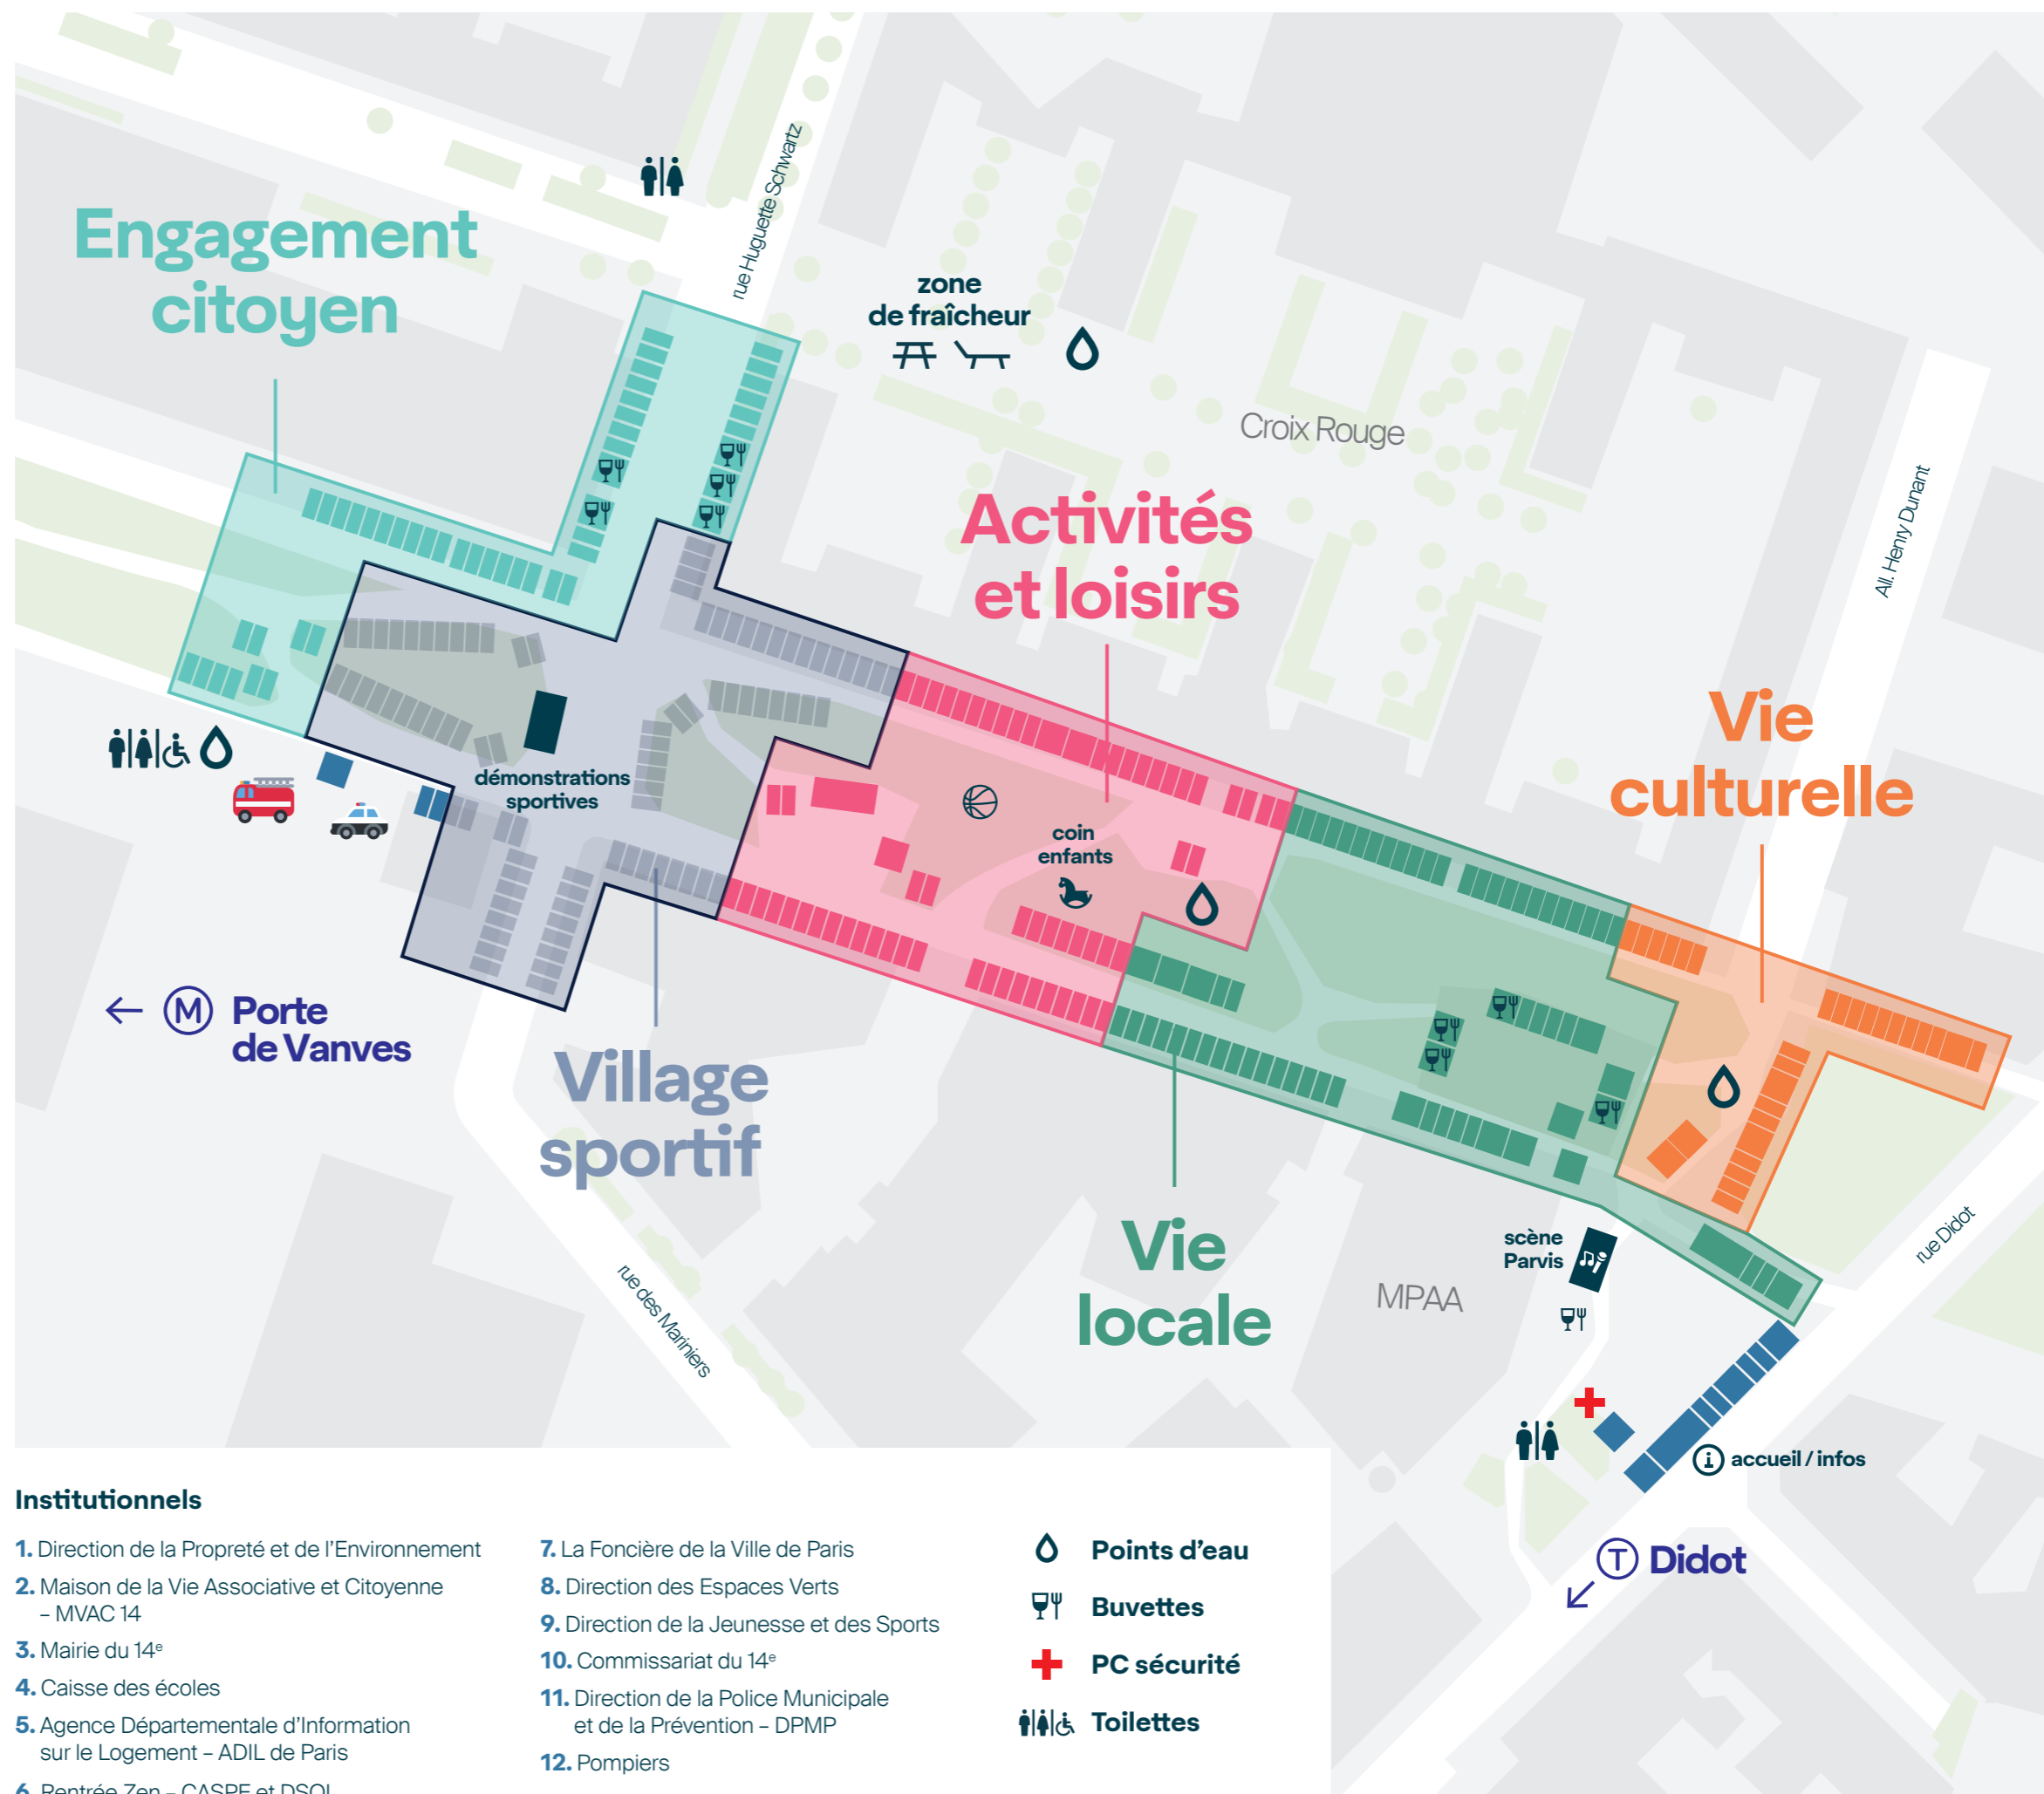 rue Huguette Schwartz
Engagement
citoyen
zone
de fraîcheur
Croix Rouge
All. Henry Dunant
Activités
et loisirs
Vie
culturelle
démonstrations
sportives
coin
enfants
M Porte
de Vanves
Village
sportif
Vie
locale
scène
Parvis
MPAA
rue Didot
rue des Mariniers
i accueil / infos
T Didot
Institutionnels
1. Direction de la Propreté et de l'Environnement
2. Maison de la Vie Associative et Citoyenne
– MVAC 14
3. Mairie du 14e
4. Caisse des écoles
5. Agence Départementale d'Information
sur le Logement – ADIL de Paris
6. Rentrée Zen – CASPE et DSOL
7. La Foncière de la Ville de Paris
8. Direction des Espaces Verts
9. Direction de la Jeunesse et des Sports
10. Commissariat du 14e
11. Direction de la Police Municipale
et de la Prévention – DPMP
12. Pompiers
Points d'eau
Buvettes
PC sécurité
Toilettes